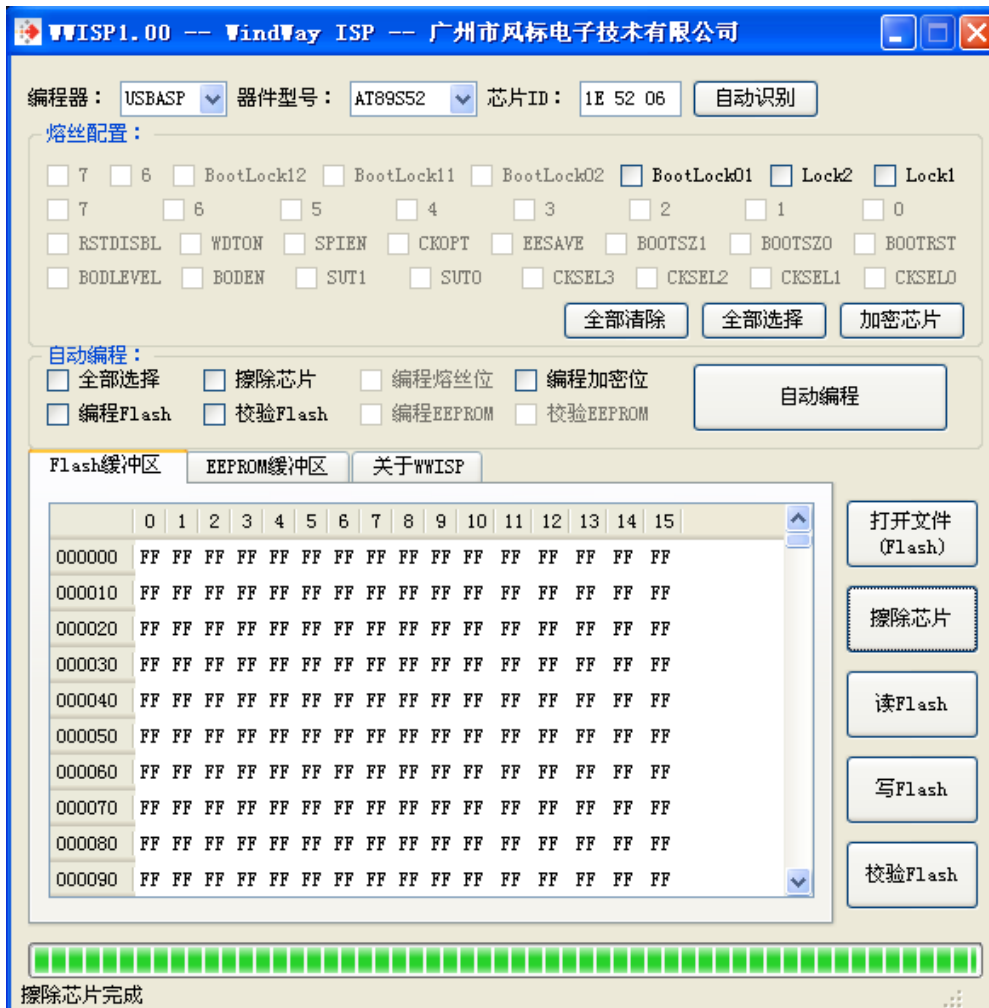 WWISP1.00 -- WindWay ISP -- 广州市风标电子技术有限公司
编程器： USBASP 器件型号： AT89S52 芯片ID： 1E 52 06 自动识别
熔丝配置：
7 6 BootLock12 BootLock11 BootLock02 BootLock01 Lock2 Lock1
7 6 5 4 3 2 1 0
RSTDISBL WDTON SPIEN CKOPT EESAVE BOOTSZ1 BOOTSZ0 BOOTRST
BODLEVEL BODEN SUT1 SUT0 CKSEL3 CKSEL2 CKSEL1 CKSEL0
全部清除 全部选择 加密芯片
自动编程：
全部选择 擦除芯片 编程熔丝位 编程加密位
编程Flash 校验Flash 编程EEPROM 校验EEPROM
自动编程
Flash缓冲区 EEPROM缓冲区 关于WWISP
0 1 2 3 4 5 6 7 8 9 10 11 12 13 14 15
000000 FF FF FF FF FF FF FF FF FF FF FF FF FF FF FF FF
000010 FF FF FF FF FF FF FF FF FF FF FF FF FF FF FF FF
000020 FF FF FF FF FF FF FF FF FF FF FF FF FF FF FF FF
000030 FF FF FF FF FF FF FF FF FF FF FF FF FF FF FF FF
000040 FF FF FF FF FF FF FF FF FF FF FF FF FF FF FF FF
000050 FF FF FF FF FF FF FF FF FF FF FF FF FF FF FF FF
000060 FF FF FF FF FF FF FF FF FF FF FF FF FF FF FF FF
000070 FF FF FF FF FF FF FF FF FF FF FF FF FF FF FF FF
000080 FF FF FF FF FF FF FF FF FF FF FF FF FF FF FF FF
000090 FF FF FF FF FF FF FF FF FF FF FF FF FF FF FF FF
打开文件
(Flash)
擦除芯片
读Flash
写Flash
校验Flash
擦除芯片完成